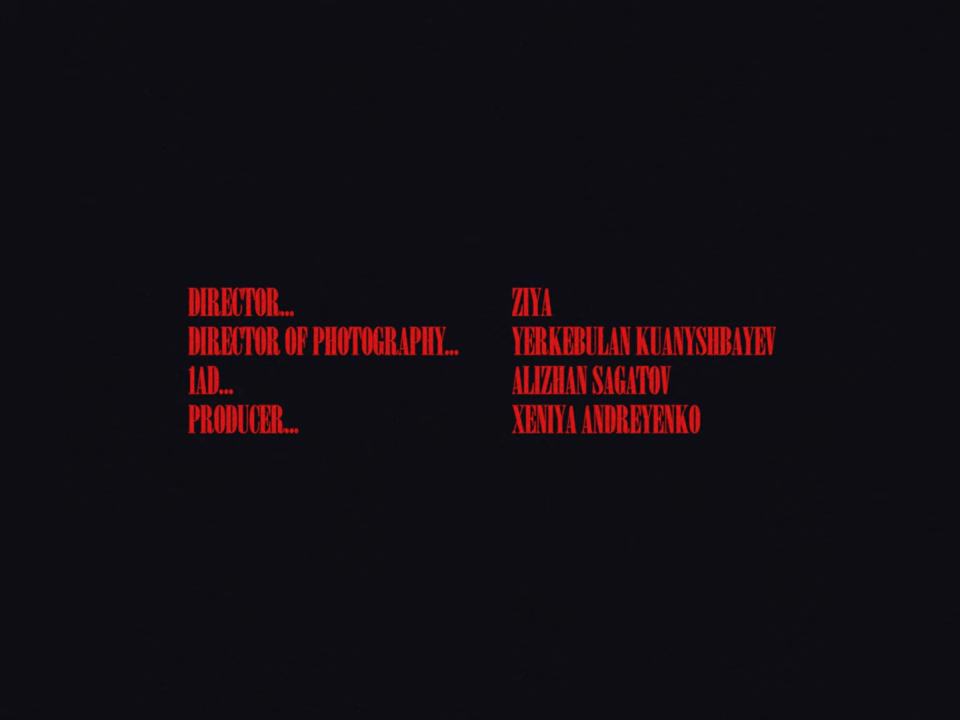 DIRECTOR... ZIYA
DIRECTOR OF PHOTOGRAPHY... YERKEBULAN KUANYSHBAYEV
1AD... ALIZHAN SAGATOV
PRODUCER... XENIYA ANDREYENKO